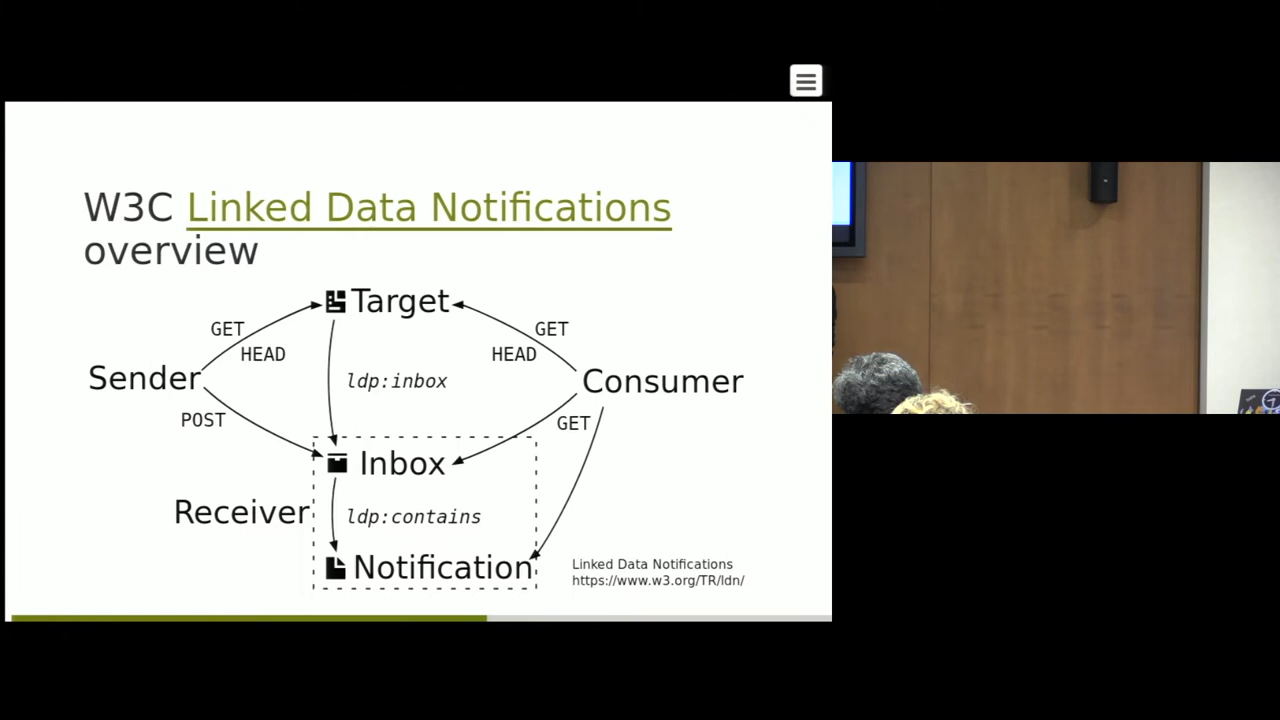 W3C Linked Data Notifications
overview
Target
GET
GET
HEAD
HEAD
Sender
ldp:inbox
Consumer
POST
GET
Inbox
Receiver
ldp:contains
Notification
Linked Data Notifications
https://www.w3.org/TR/ldn/